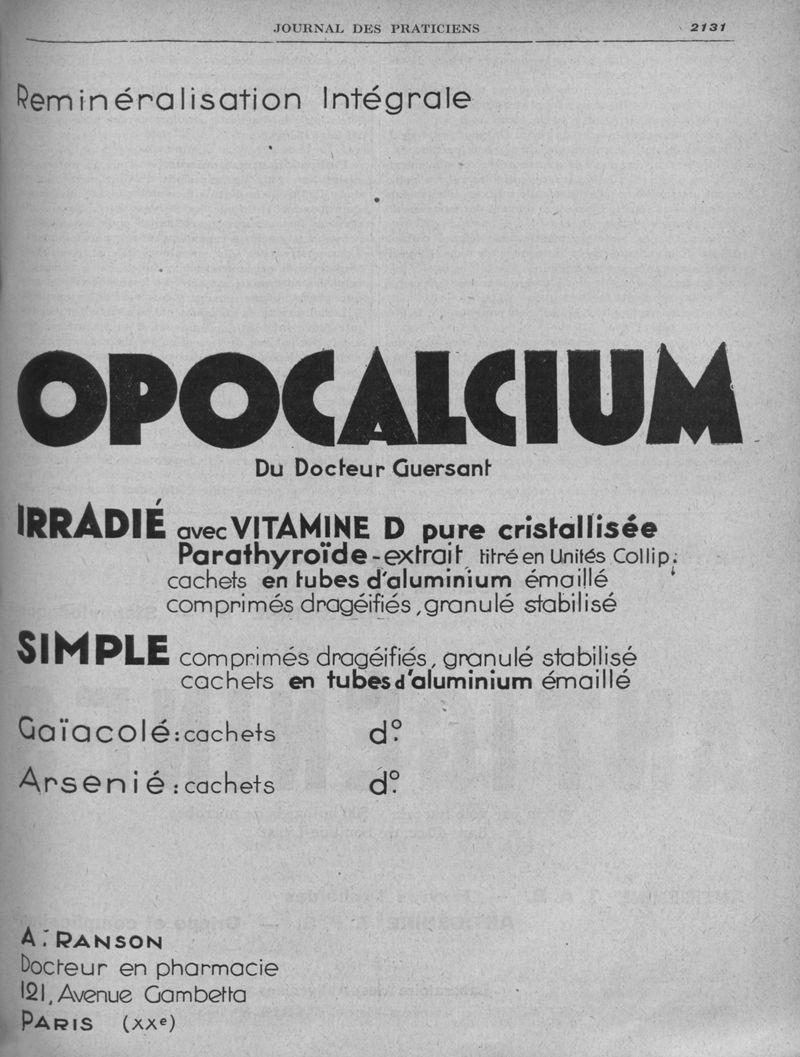 JOURNAL DES PRATICIENS 2131
Reminéralisation Intégrale
OPOCALCIUM
Du Docteur Guersant
IRRADIÉ avec VITAMINE D pure cristallisée
Parathyroïde-extrait, titré en Unités Collip;
cachets en tubes d'aluminium émaillé
comprimés drageifiés, granulé stabilisé
SIMPLE comprimés drageifiés, granulé stabilisé
cachets en tubes d'aluminium émaillé
Gaïacolé: cachets d°.
Arsenié: cachets d°.
A. RANSON
Docteur en pharmacie
121, Avenue Gambetta
PARIS (XXe)